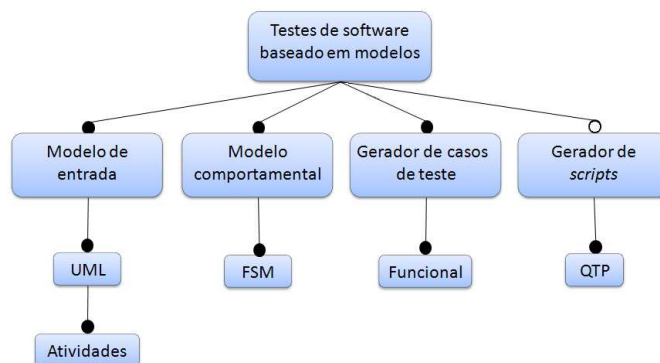 Testes de software
baseado em modelos
Modelo de
entrada
Modelo
comportamental
Gerador de casos
de teste
Gerador de
scripts
UML
FSM
Funcional
QTP
Atividades